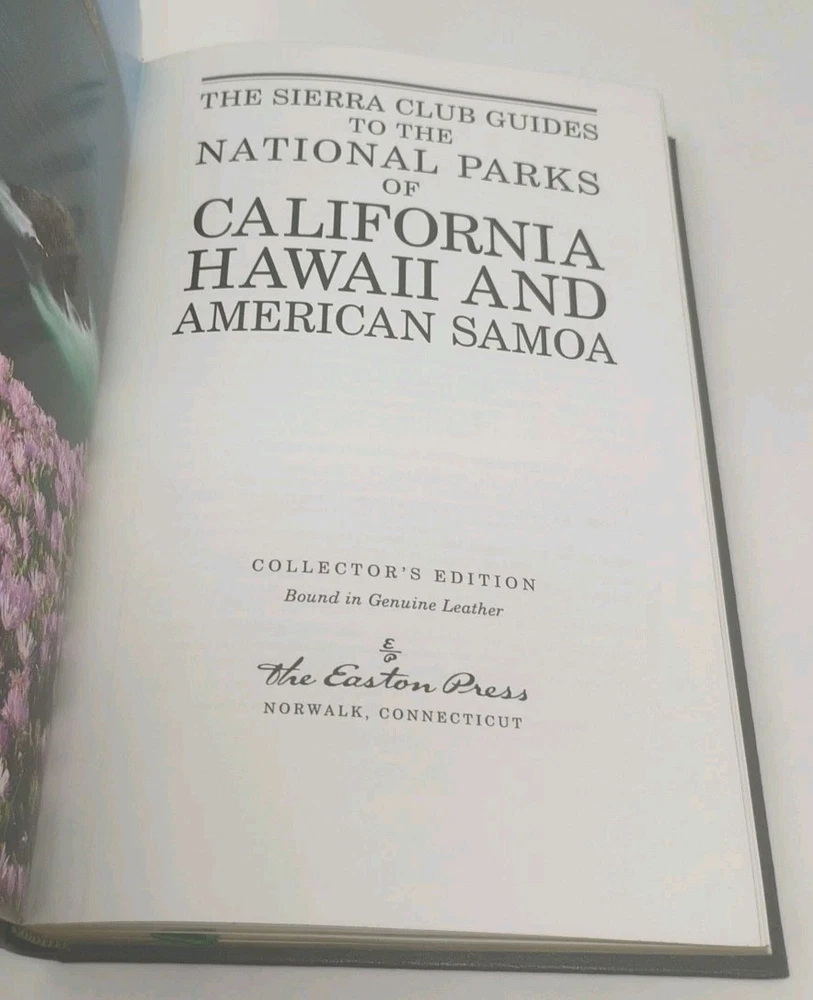 THE SIERRA CLUB GUIDES
TO THE
NATIONAL PARKS
OF
CALIFORNIA
HAWAII AND
AMERICAN SAMOA
COLLECTOR'S EDITION
Bound in Genuine Leather
E
P
The Easton Press
NORWALK, CONNECTICUT